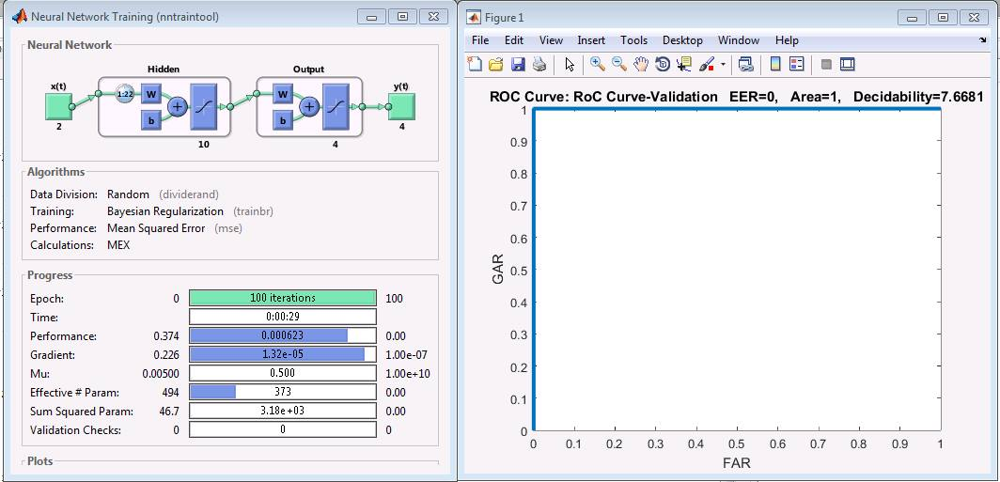 Neural Network Training (nntraintool)
Neural Network
Hidden Output
x(t) 1:22 W b + W b + y(t)
2 10 4 4
Algorithms
Data Division: Random (dividerand)
Training: Bayesian Regularization (trainbr)
Performance: Mean Squared Error (mse)
Calculations: MEX
Progress
Epoch: 0 100 iterations 100
Time: 0:00:29
Performance: 0.374 0.000623 0.00
Gradient: 0.226 1.32e-05 1.00e-07
Mu: 0.00500 0.500 1.00e+10
Effective # Param: 494 373 0.00
Sum Squared Param: 46.7 3.18e+03 0.00
Validation Checks: 0 0 0
Plots
Figure 1
File Edit View Insert Tools Desktop Window Help
ROC Curve: RoC Curve-Validation EER=0, Area=1, Decidability=7.6681
1
0.9
0.8
0.7
0.6
0.5
0.4
0.3
0.2
0.1
0
GAR
0 0.1 0.2 0.3 0.4 0.5 0.6 0.7 0.8 0.9 1
FAR